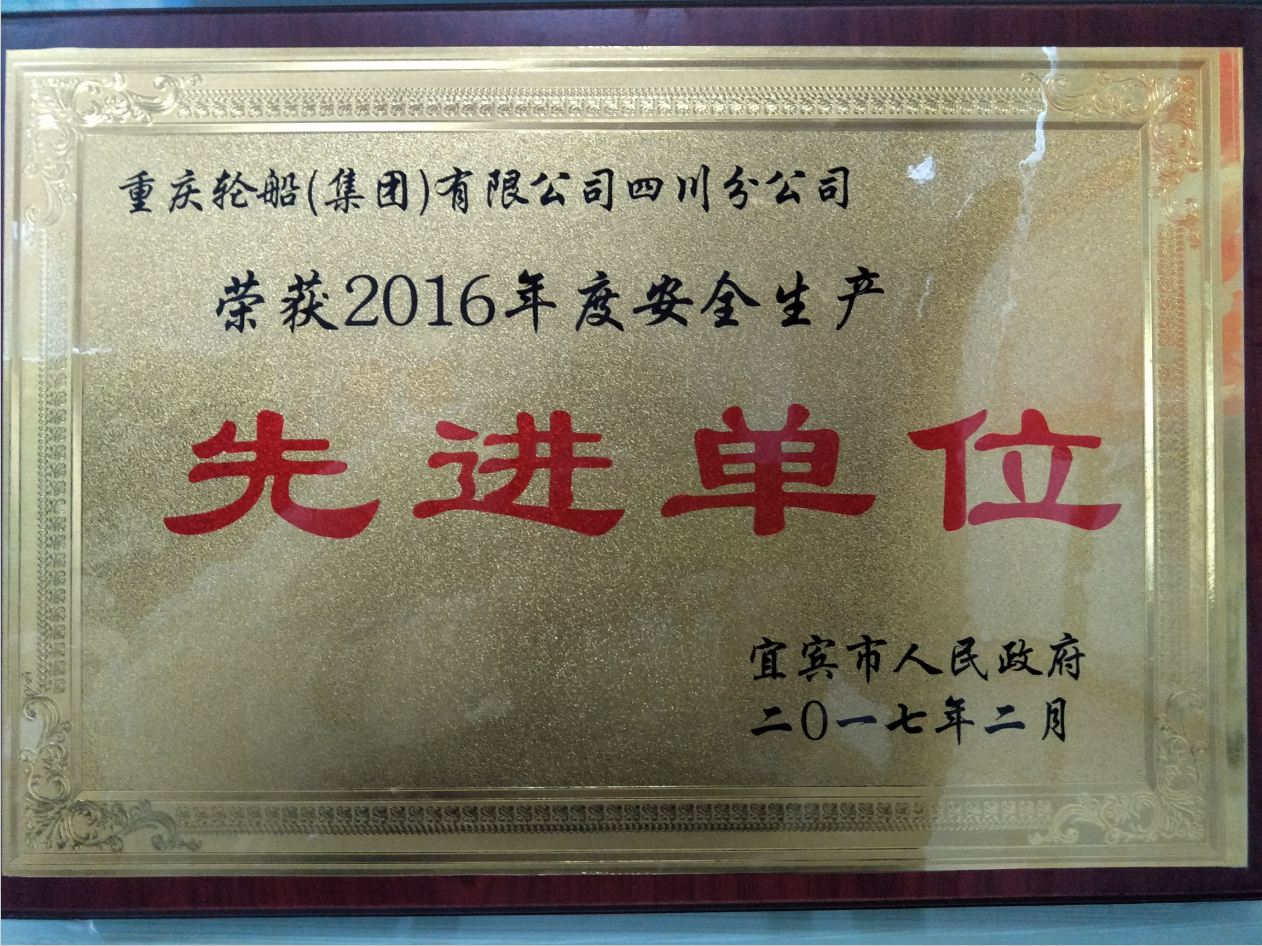 重庆轮船(集团)有限公司四川分公司
荣获2016年度安全生产
先进单位
宜宾市人民政府
二0一七年二月